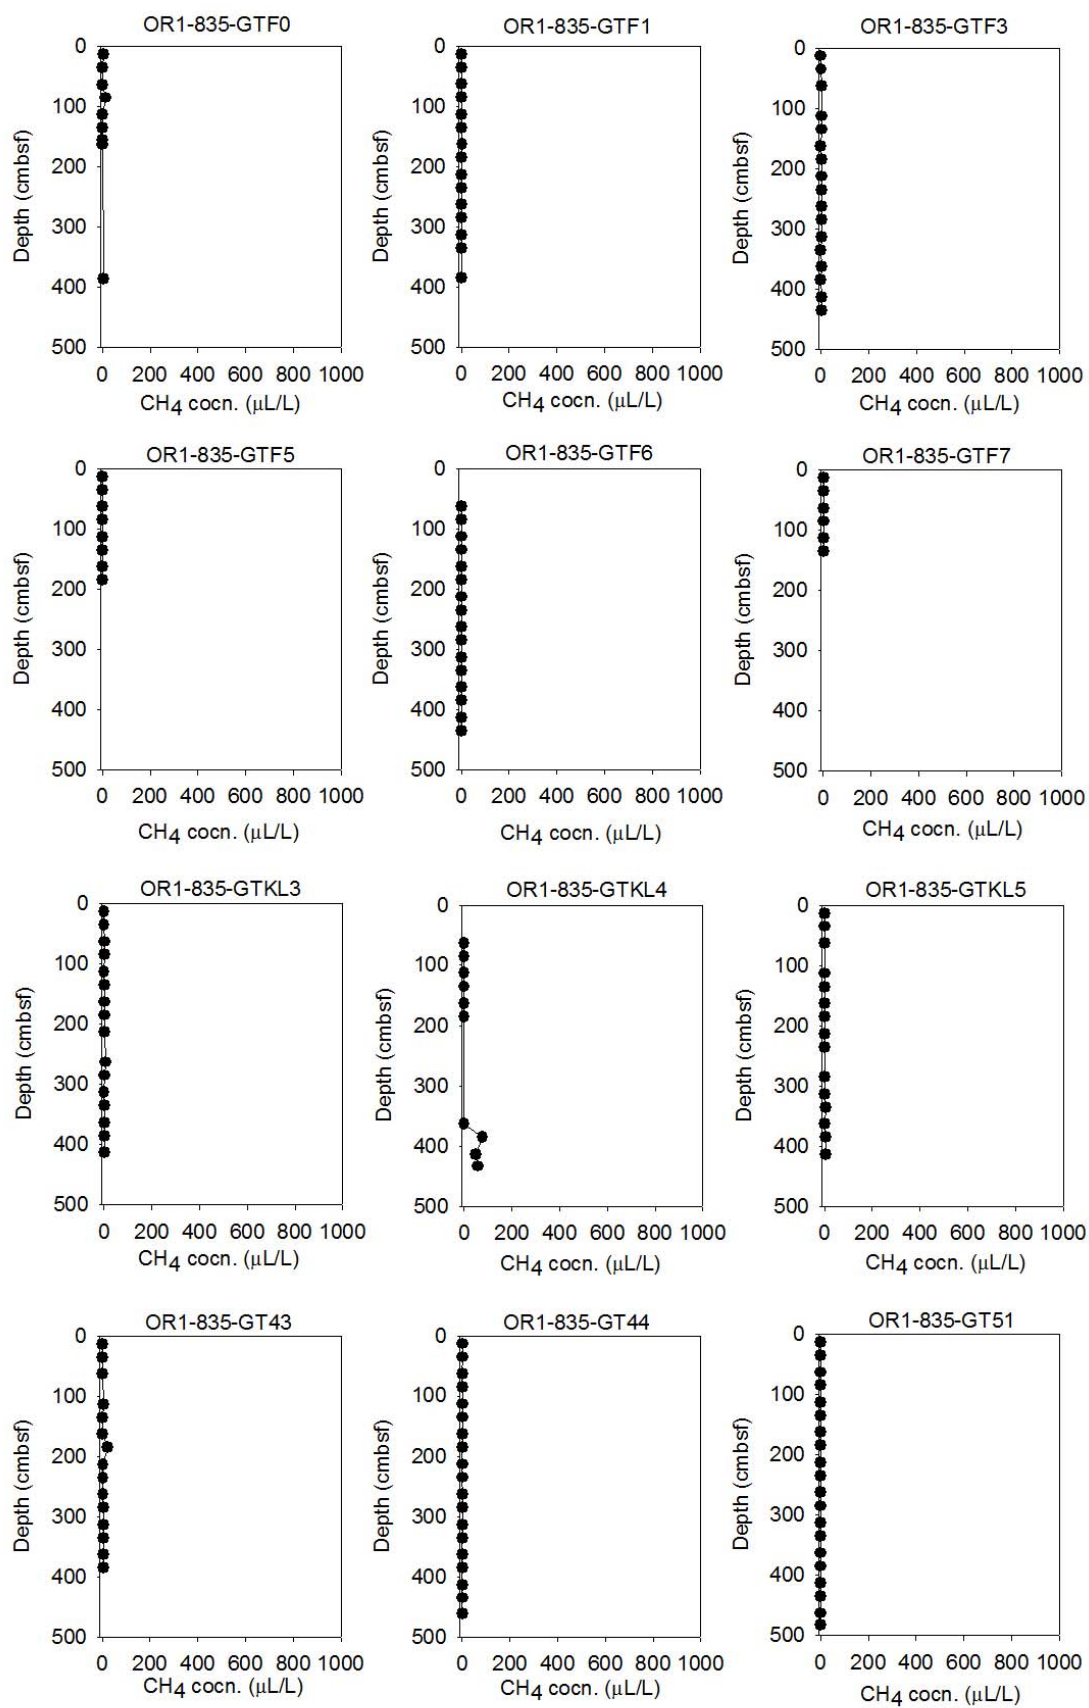 OR1-835-GTF0
0
100
200
300
400
500
Depth (cmbsf)
0 200 400 600 800 1000
CH4 cocn. (μL/L)
OR1-835-GTF1
0
100
200
300
400
500
Depth (cmbsf)
0 200 400 600 800 1000
CH4 cocn. (μL/L)
OR1-835-GTF3
0
100
200
300
400
500
Depth (cmbsf)
0 200 400 600 800 1000
CH4 cocn. (μL/L)
OR1-835-GTF5
0
100
200
300
400
500
Depth (cmbsf)
0 200 400 600 800 1000
CH4 cocn. (μL/L)
OR1-835-GTF6
0
100
200
300
400
500
Depth (cmbsf)
0 200 400 600 800 1000
CH4 cocn. (μL/L)
OR1-835-GTF7
0
100
200
300
400
500
Depth (cmbsf)
0 200 400 600 800 1000
CH4 cocn. (μL/L)
OR1-835-GTKL3
0
100
200
300
400
500
Depth (cmbsf)
0 200 400 600 800 1000
CH4 cocn. (μL/L)
OR1-835-GTKL4
0
100
200
300
400
500
Depth (cmbsf)
0 200 400 600 800 1000
CH4 cocn. (μL/L)
OR1-835-GTKL5
0
100
200
300
400
500
Depth (cmbsf)
0 200 400 600 800 1000
CH4 cocn. (μL/L)
OR1-835-GT43
0
100
200
300
400
500
Depth (cmbsf)
0 200 400 600 800 1000
CH4 cocn. (μL/L)
OR1-835-GT44
0
100
200
300
400
500
Depth (cmbsf)
0 200 400 600 800 1000
CH4 cocn. (μL/L)
OR1-835-GT51
0
100
200
300
400
500
Depth (cmbsf)
0 200 400 600 800 1000
CH4 cocn. (μL/L)